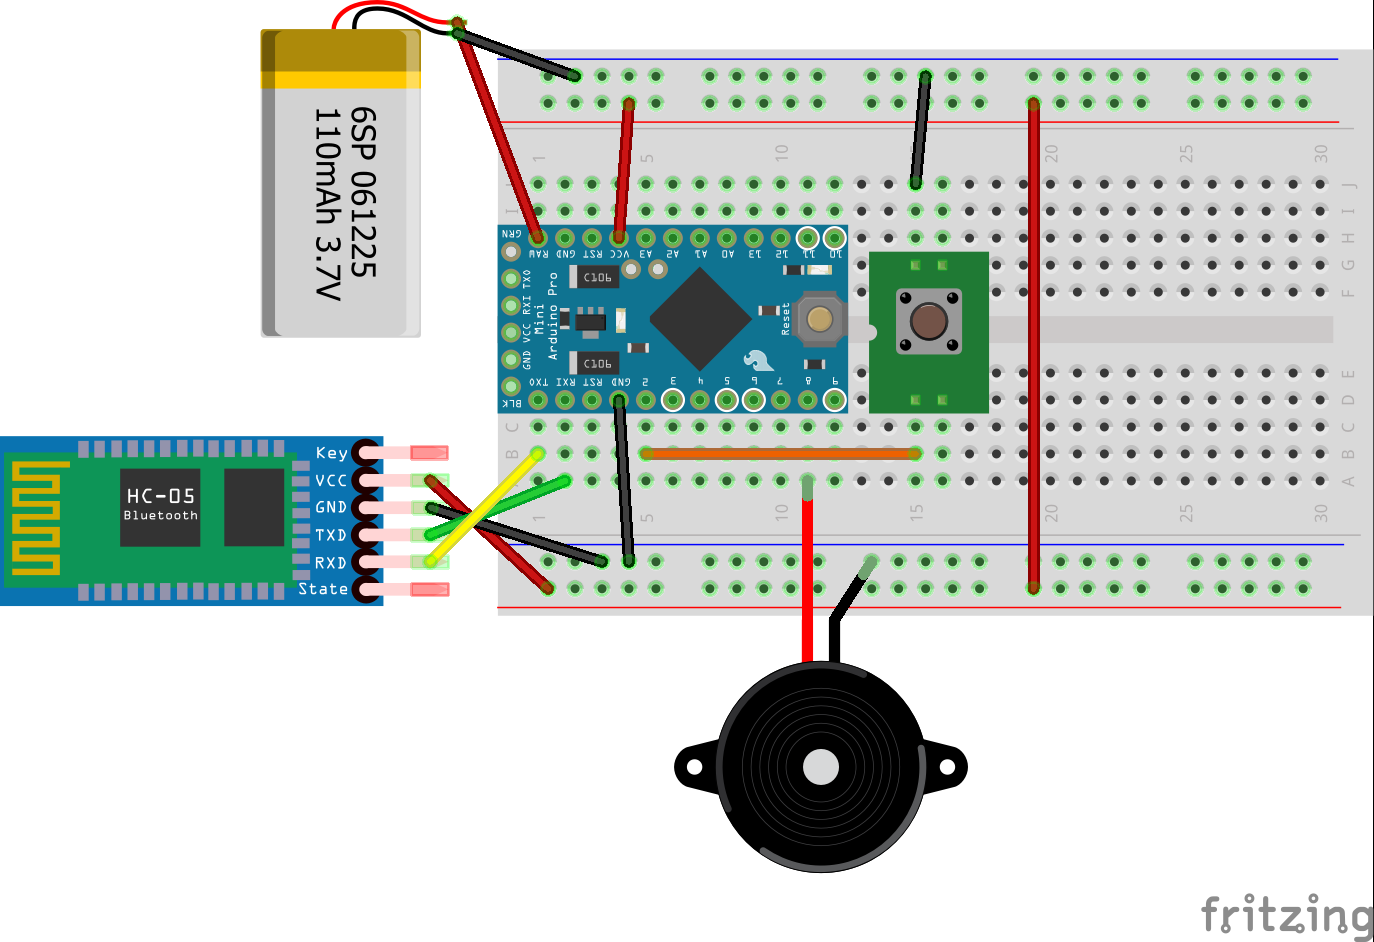 6SP 061225
110mAh 3.7V
1
5
10
15
20
25
30
J
I
H
G
F
E
D
C
B
A
GRN
RAW
GND
RST
VCC
A3
A2
A1
A0
13
12
11
10
TXO
RXI
VCC
GND
BLK
C106
C106
Arduino Pro
Mini
Reset
TXO
RXI
RST
GND
2
3
4
5
6
7
8
9
1
5
10
15
20
25
30
HC-05
Bluetooth
Key
VCC
GND
TXD
RXD
State
fritzing